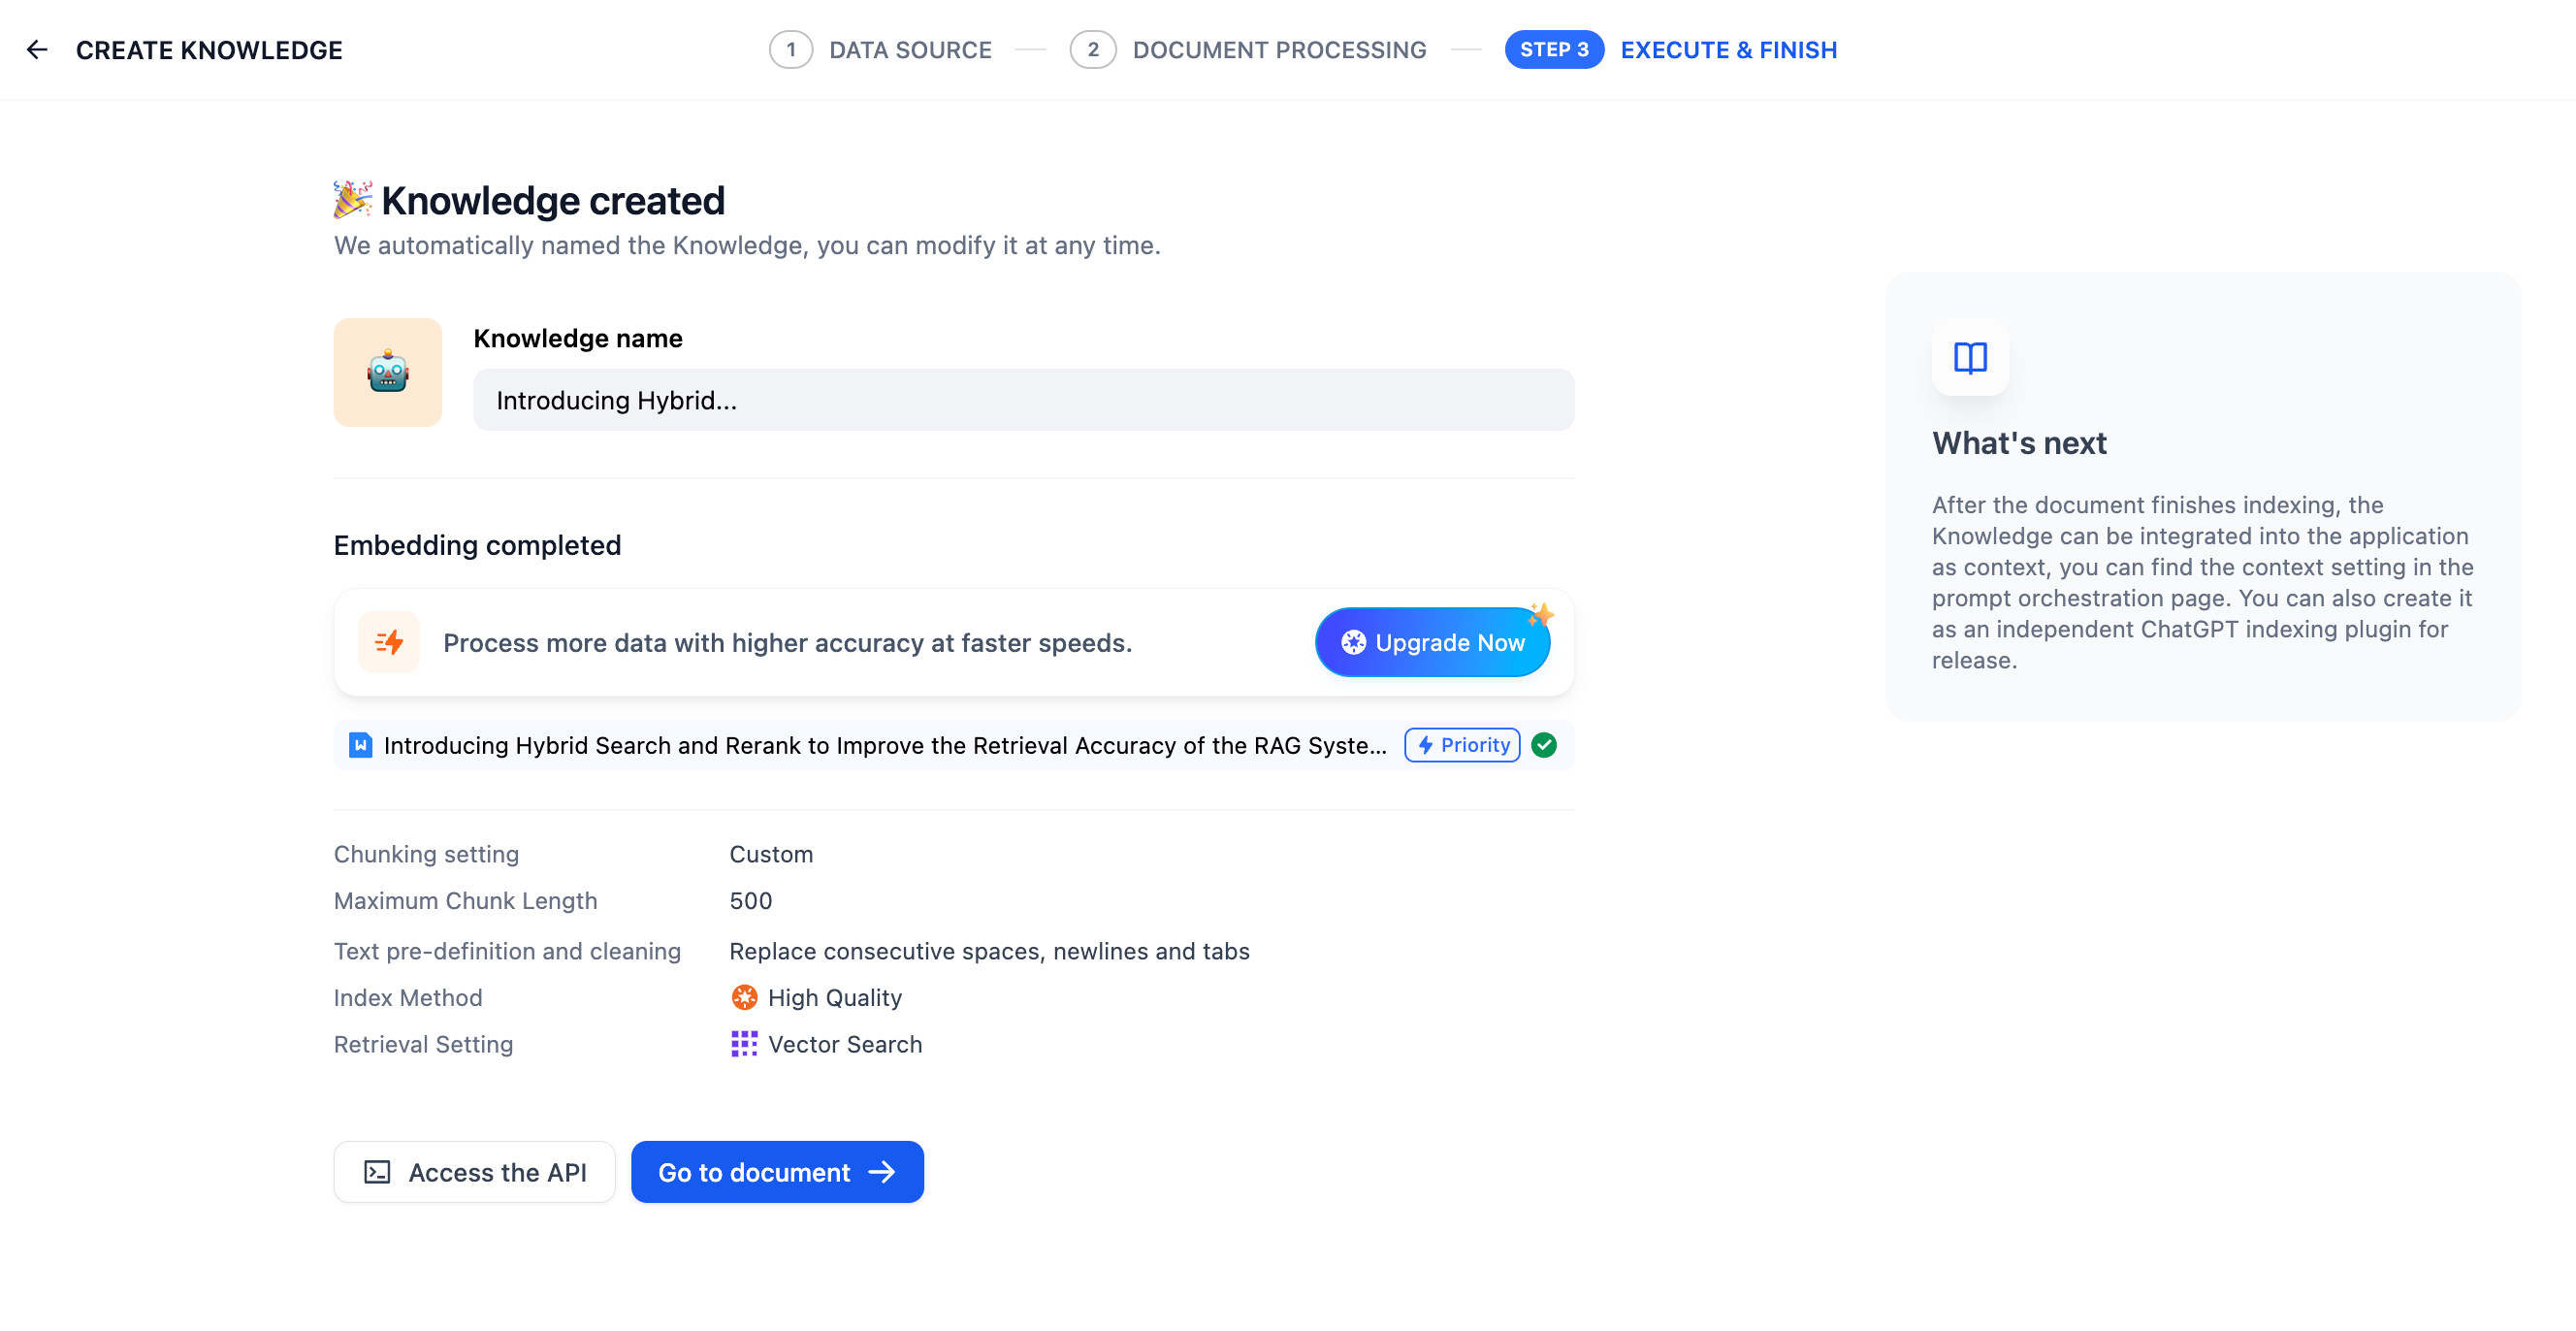 CREATE KNOWLEDGE
1 DATA SOURCE
2 DOCUMENT PROCESSING
STEP 3 EXECUTE & FINISH
Knowledge created
We automatically named the Knowledge, you can modify it at any time.
Knowledge name
Introducing Hybrid...
Embedding completed
Process more data with higher accuracy at faster speeds.
Upgrade Now
Introducing Hybrid Search and Rerank to Improve the Retrieval Accuracy of the RAG Syste...
Priority
Chunking setting Custom
Maximum Chunk Length 500
Text pre-definition and cleaning Replace consecutive spaces, newlines and tabs
Index Method High Quality
Retrieval Setting Vector Search
Access the API
Go to document
What's next
After the document finishes indexing, the
Knowledge can be integrated into the application
as context, you can find the context setting in the
prompt orchestration page. You can also create it
as an independent ChatGPT indexing plugin for
release.